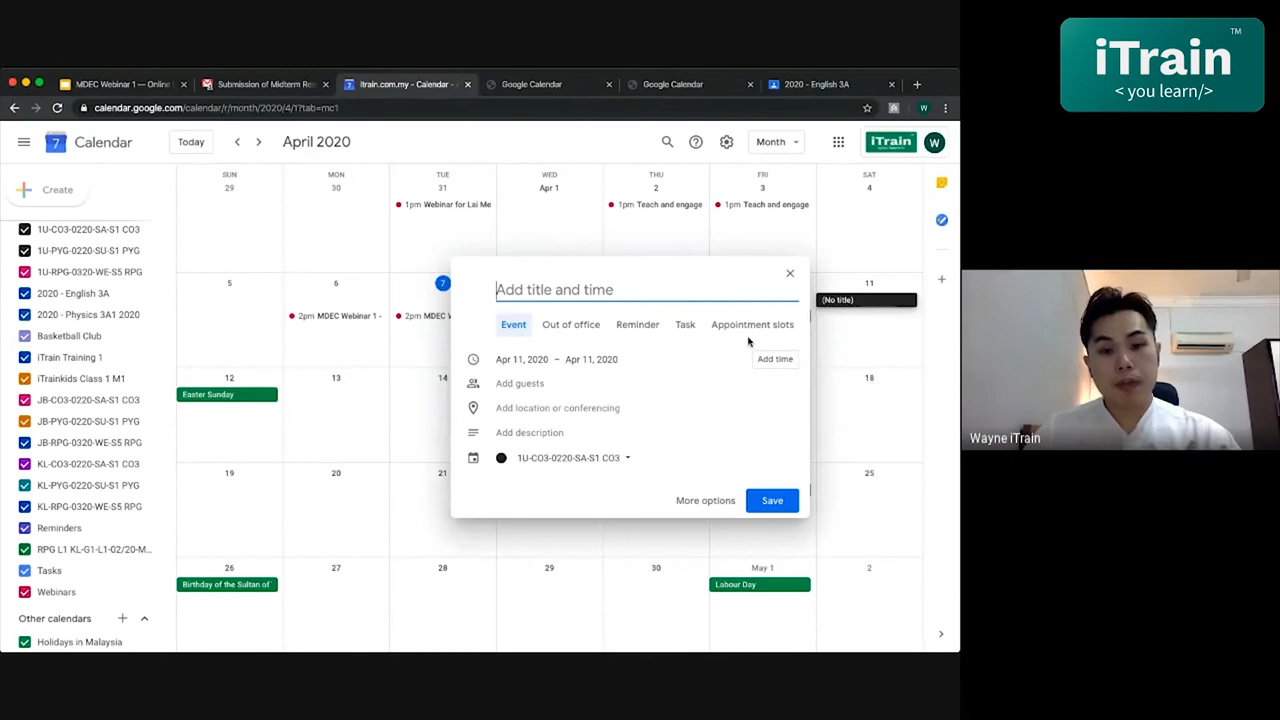 iTrain TM
< you learn/>
MDEC Webinar 1 — Online
Submission of Midterm Re
itrain.com.my - Calendar -
Google Calendar
Google Calendar
2020 - English 3A
calendar.google.com/calendar/r/month/2020/4/1?tab=mc1
W
7 Calendar
Today
April 2020
Month
iTrain
W
Create
SUN
MON
TUE
WED
THU
FRI
SAT
29
30
31
Apr 1
2
3
4
1pm Webinar for Lai Me
1pm Teach and engage
1pm Teach and engage
5
6
7
11
2pm MDEC Webinar 1 -
2pm MDEC
(No title)
12
13
14
18
Easter Sunday
19
20
21
25
26
27
28
29
30
May 1
2
Birthday of the Sultan of
Labour Day
1U-CO3-0220-SA-S1 CO3
1U-PYG-0220-SU-S1 PYG
1U-RPG-0320-WE-S5 RPG
2020 - English 3A
2020 - Physics 3A1 2020
Basketball Club
iTrain Training 1
iTrainkids Class 1 M1
JB-CO3-0220-SA-S1 CO3
JB-PYG-0220-SU-S1 PYG
JB-RPG-0320-WE-S5 RPG
KL-CO3-0220-SA-S1 CO3
KL-PYG-0220-SU-S1 PYG
KL-RPG-0320-WE-S5 RPG
Reminders
RPG L1 KL-G1-L1-02/20-M...
Tasks
Webinars
Other calendars
Holidays in Malaysia
Add title and time
Event
Out of office
Reminder
Task
Appointment slots
Apr 11, 2020 – Apr 11, 2020
Add time
Add guests
Add location or conferencing
Add description
1U-CO3-0220-SA-S1 CO3
More options
Save
Wayne iTrain